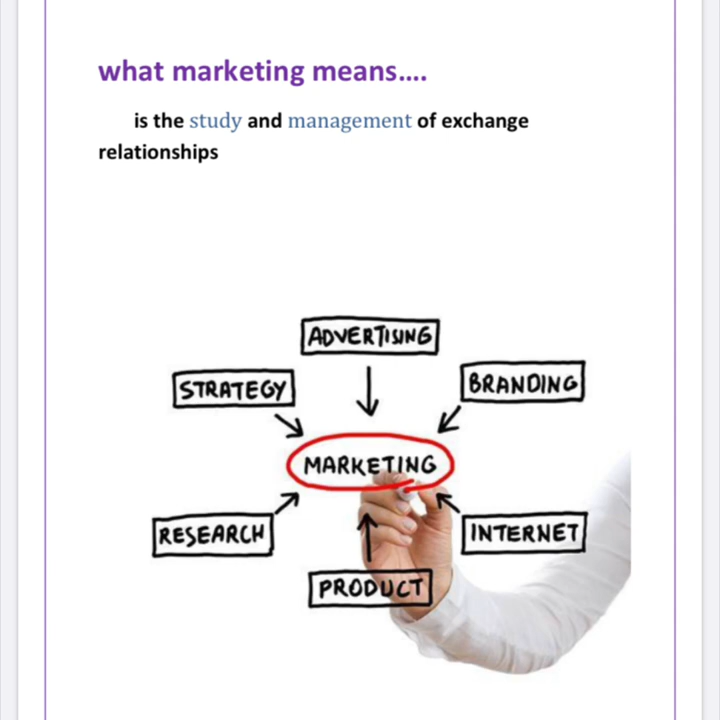 what marketing means....
is the study and management of exchange
relationships
ADVERTISING
STRATEGY
BRANDING
MARKETING
RESEARCH
INTERNET
PRODUCT